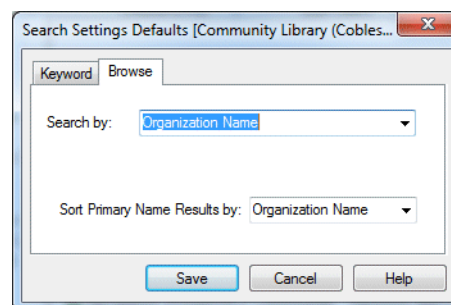 Search Settings Defaults [Community Library (Cobles...
Keyword Browse
Search by: Organization Name
Sort Primary Name Results by: Organization Name
Save Cancel Help